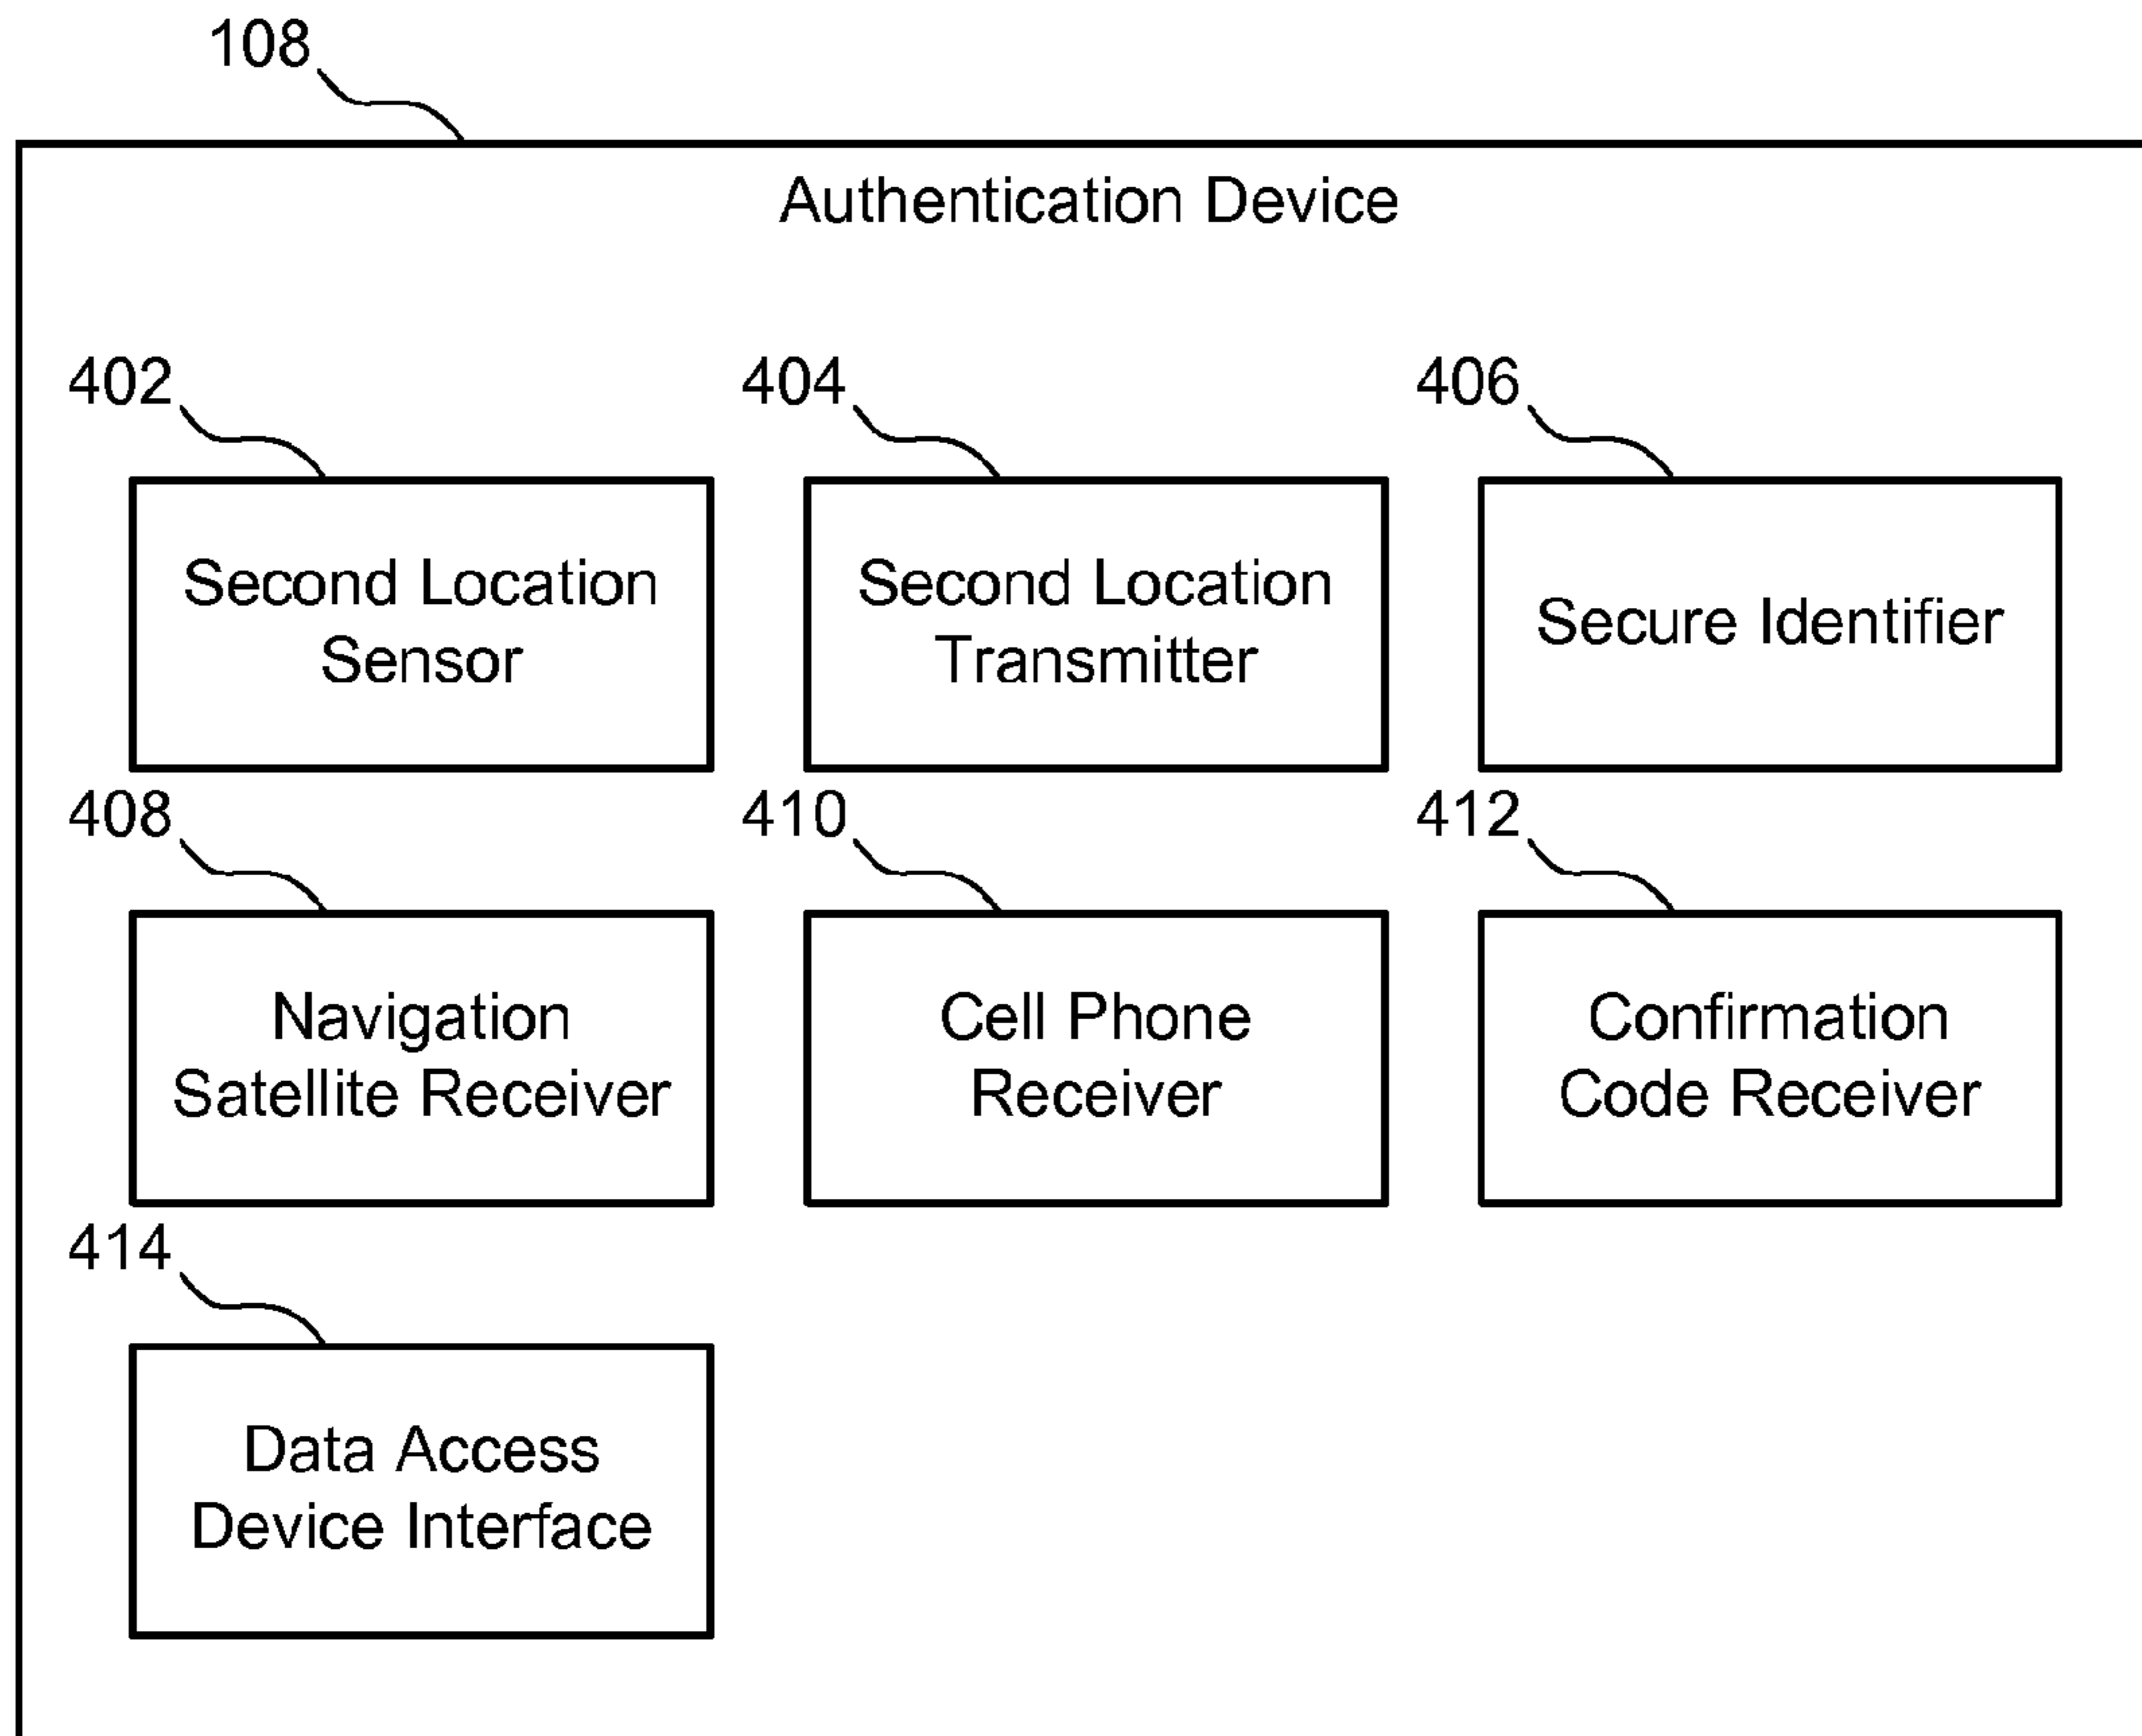 108
Authentication Device
402
404
406
Second Location
Sensor
Second Location
Transmitter
Secure Identifier
408
410
412
Navigation
Satellite Receiver
Cell Phone
Receiver
Confirmation
Code Receiver
414
Data Access
Device Interface